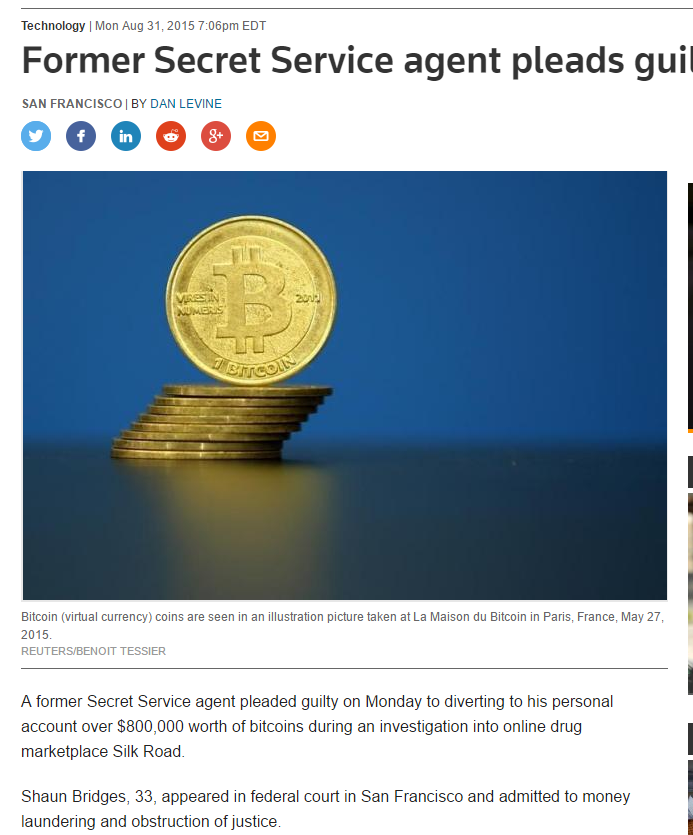 Technology | Mon Aug 31, 2015 7:06pm EDT
Former Secret Service agent pleads
SAN FRANCISCO | BY DAN LEVINE
f in g+
VIRES IN
NUMERIS
2011
1 BITCOIN
Bitcoin (virtual currency) coins are seen in an illustration picture taken at La Maison du Bitcoin in Paris, France, May 27,
2015.
REUTERS/BENOIT TESSIER
A former Secret Service agent pleaded guilty on Monday to diverting to his personal
account over $800,000 worth of bitcoins during an investigation into online drug
marketplace Silk Road.
Shaun Bridges, 33, appeared in federal court in San Francisco and admitted to money
laundering and obstruction of justice.